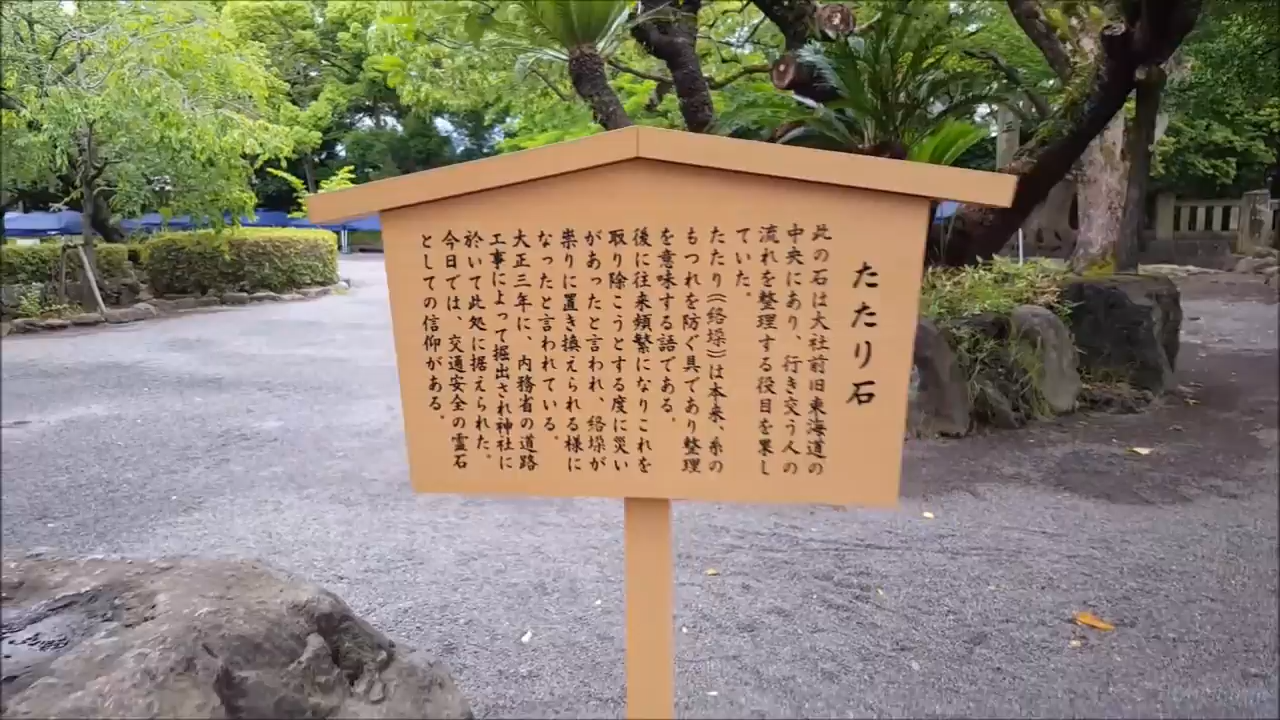 たたり石
此の石は大社前旧東海道の
中央にあり、行き交う人の
流れを整理する役目を果し
ていた。
たたり(絡垜)は本来、糸の
もつれを防ぐ具であり整理
を意味する語である。
後に往来頻繁になりこれを
取り除こうとする度に災い
があったと言われ、絡垜が
祟りに置き換えられる様に
なったと言われている。
大正三年に、内務省の道路
工事によって掘出され神社に
於いて此処に据えられた。
今日では、交通安全の霊石
としての信仰がある。